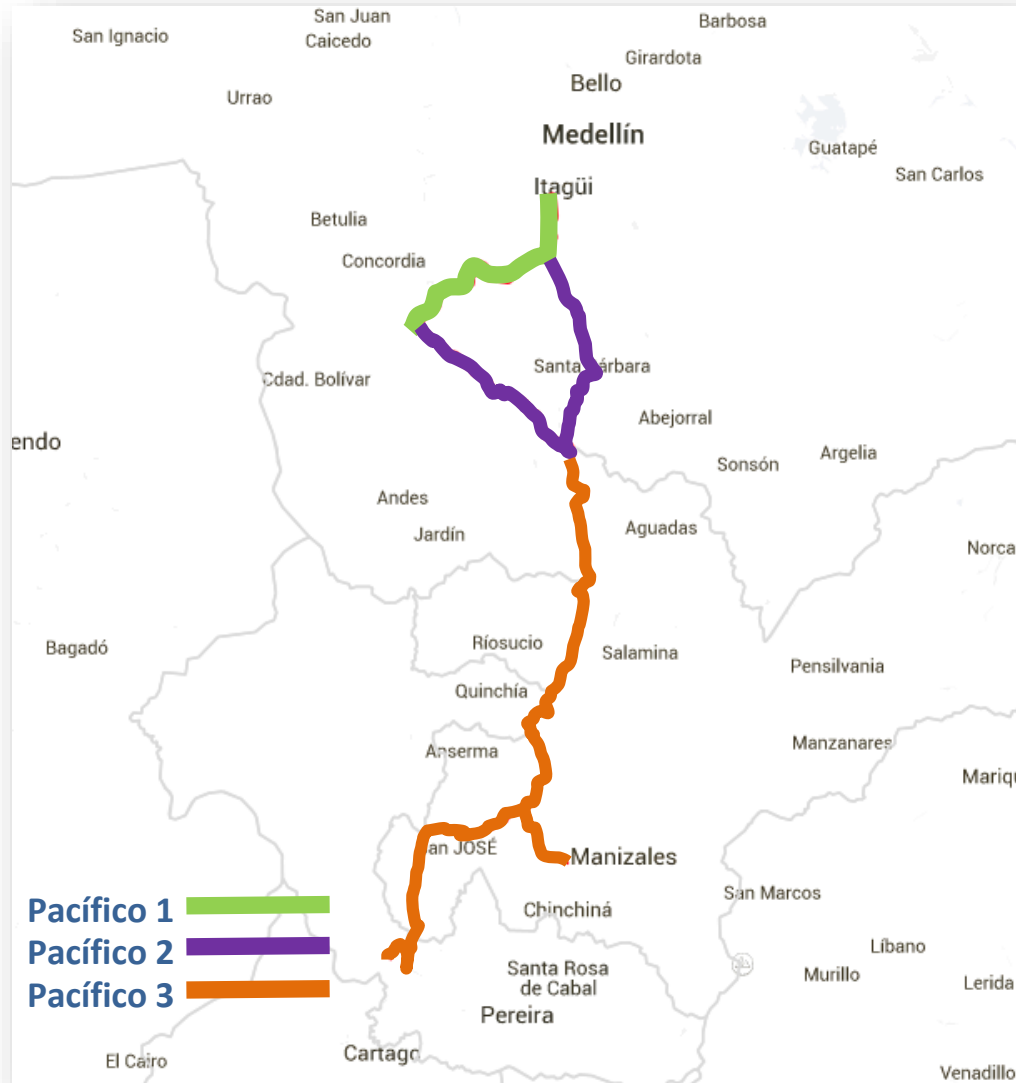 San Juan
San Ignacio
Caicedo
Barbosa
Girardota
Bello
Urrao
Medellín
Guatapé
San Carlos
Itagüi
Betulia
Concordia
Santa Bárbara
Cdad. Bolívar
Abejorral
endo
Argelia
Sonsón
Andes
Aguadas
Jardín
Norca
Ríosucio
Bagadó
Salamina
Pensilvania
Quinchía
Manzanares
Anserma
Mariqu
San JOSÉ
Manizales
San Marcos
Pacífico 1
Chinchiná
Pacífico 2
Líbano
Santa Rosa
de Cabal
Murillo
Lerida
Pacífico 3
Pereira
Cartago
El Cairo
Venadillo